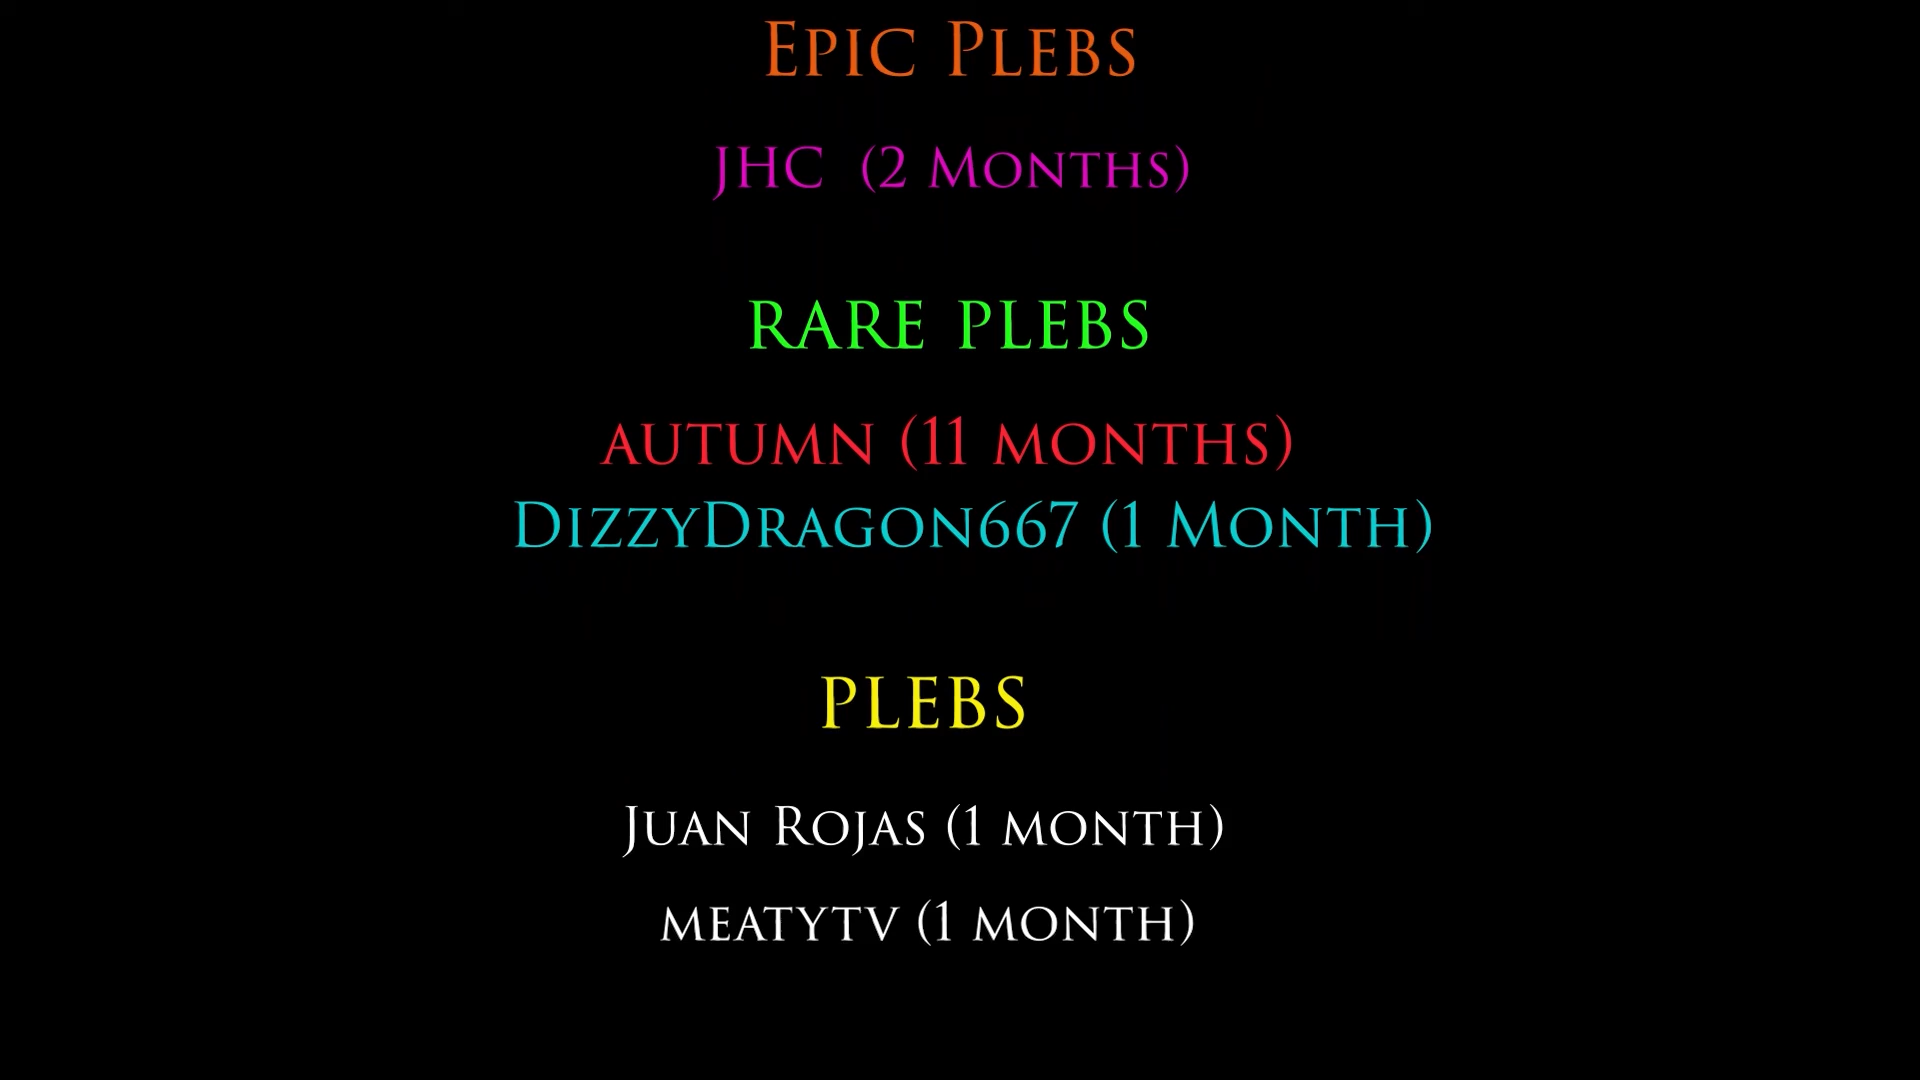 Epic Plebs
JHC (2 Months)
RARE PLEBS
AUTUMN (11 MONTHS)
DizzyDragon667 (1 Month)
PLEBS
Juan Rojas (1 month)
meatytv (1 month)